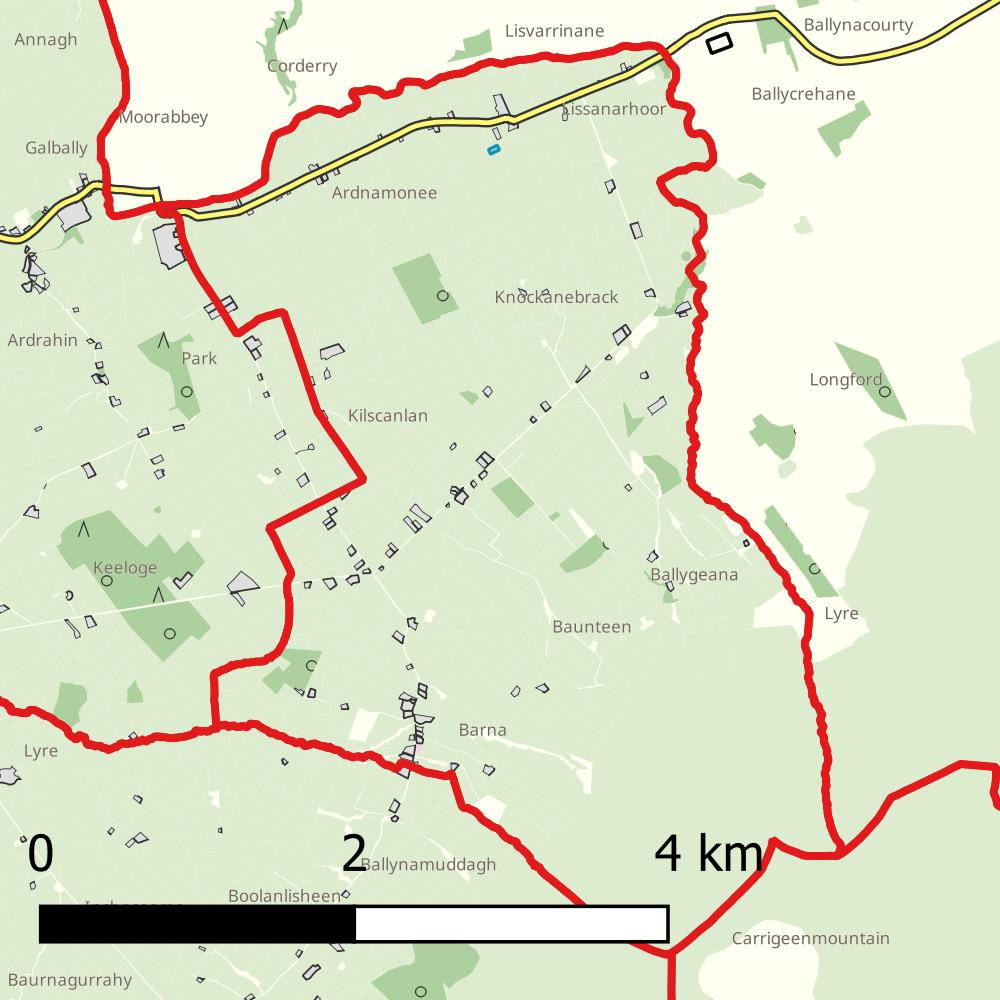 Annagh
Lisvarrinane
Ballynacourty
Corderry
Ballycrehane
Moorabbey
Lissanarhoor
Galbally
Ardnamonee
Knockanebrack
Ardrahin
Park
Longford
Kilscanlan
Keeloge
Ballygeana
Lyre
Baunteen
Barna
Lyre
0 2 4 km
Ballynamuddagh
Boolanlisheen
Carrigeenmountain
Baurnagurrahy